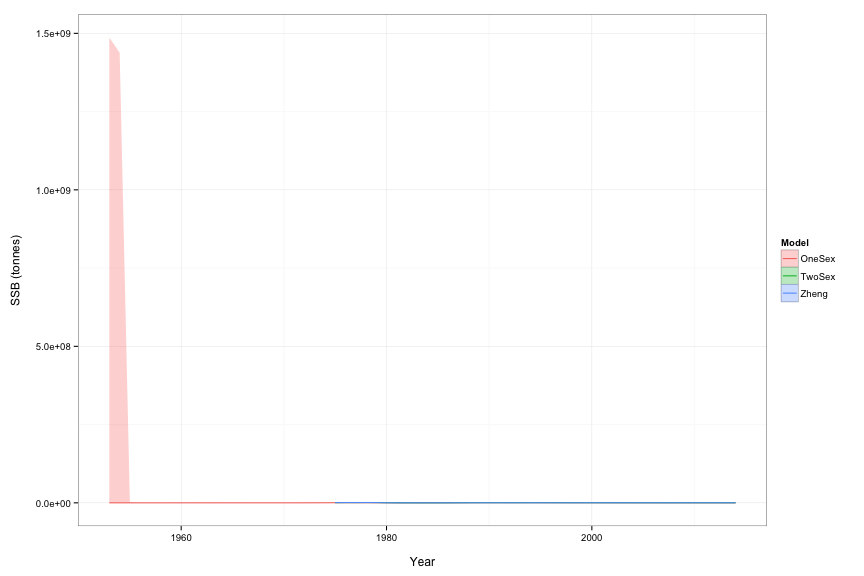 1.5e+09
1.0e+09
5.0e+08
0.0e+00
SSB (tonnes)
1960
1980
2000
Year
Model
OneSex
TwoSex
Zheng